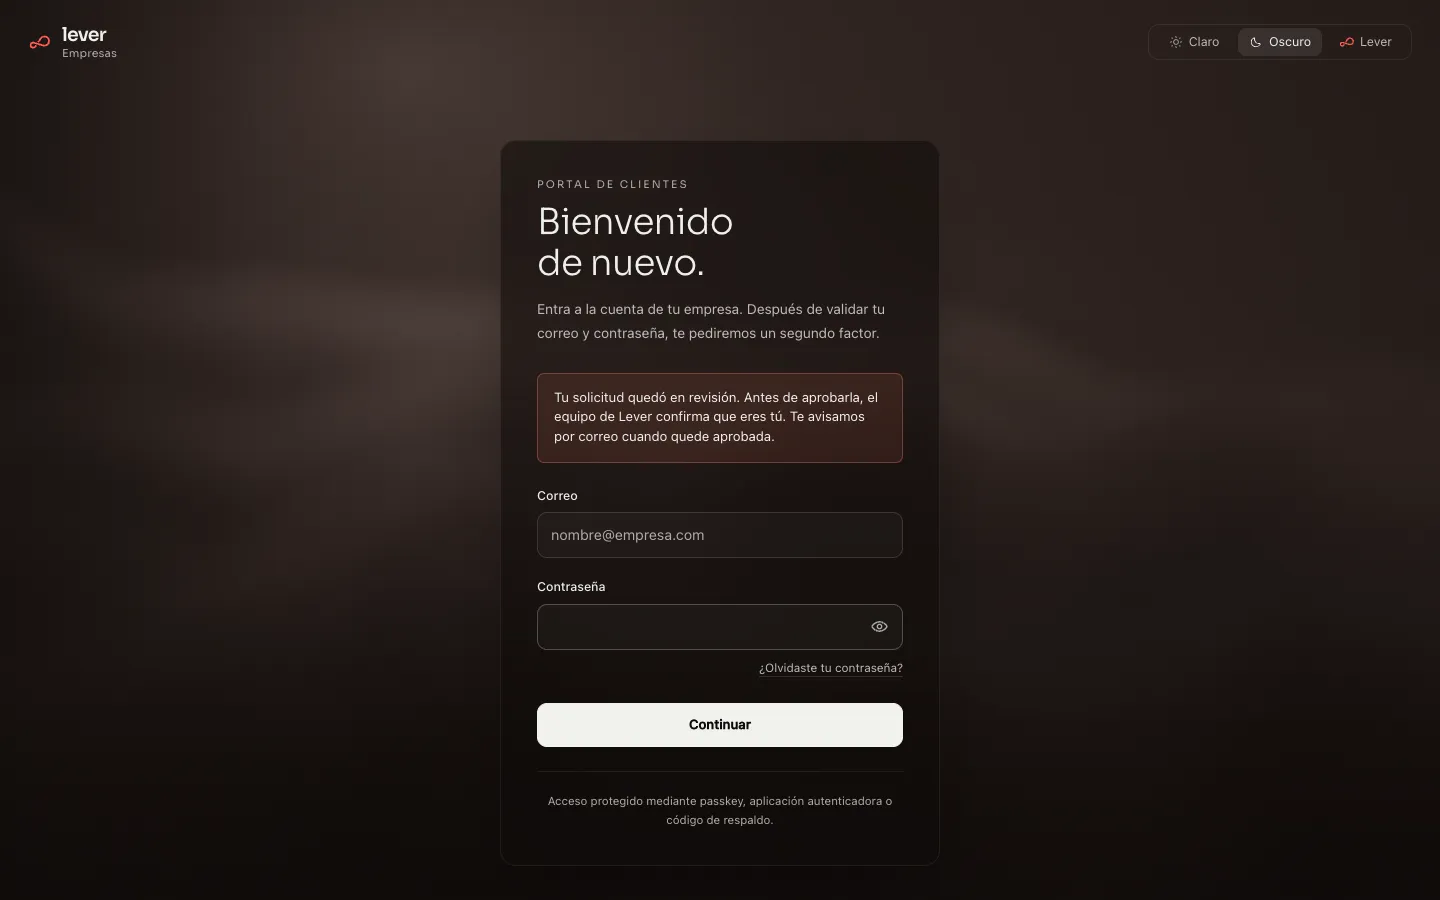 lever
Empresas
Claro
Oscuro
Lever
PORTAL DE CLIENTES
Bienvenido
de nuevo.
Entra a la cuenta de tu empresa. Después de validar tu
correo y contraseña, te pediremos un segundo factor.
Tu solicitud quedó en revisión. Antes de aprobarla, el
equipo de Lever confirma que eres tú. Te avisamos
por correo cuando quede aprobada.
Correo
nombre@empresa.com
Contraseña
¿Olvidaste tu contraseña?
Continuar
Acceso protegido mediante passkey, aplicación autenticadora o
código de respaldo.